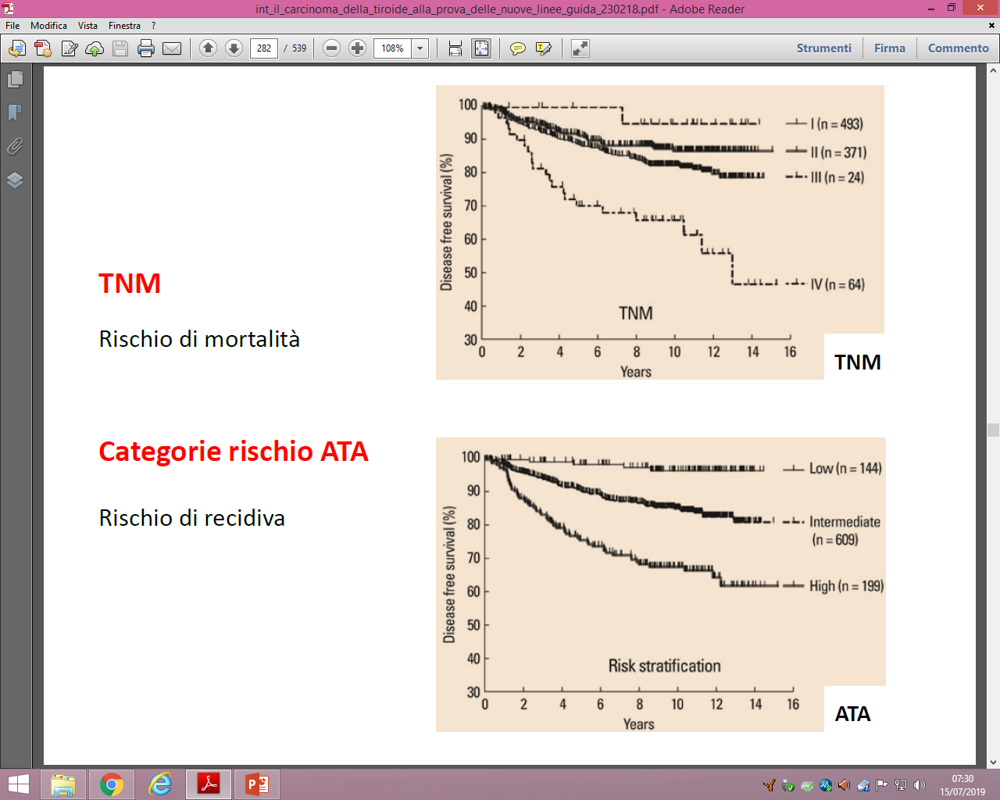 int_il_carcinoma_della_tiroide_alla_prova_delle_nuove_linee_guida_230218.pdf - Adobe Reader
File Modifica Vista Finestra ?
282 / 539 108% Strumenti Firma Commento
TNM
Rischio di mortalità
Categorie rischio ATA
Rischio di recidiva
Disease free survival (%)
100
90
80
70
60
50
40
30
0 2 4 6 8 10 12 14 16
Years
TNM
I (n = 493)
II (n = 371)
III (n = 24)
IV (n = 64)
TNM
Disease free survival (%)
100
90
80
70
60
50
40
30
0 2 4 6 8 10 12 14 16
Years
Risk stratification
Low (n = 144)
Intermediate
(n = 609)
High (n = 199)
ATA
07:30
15/07/2019